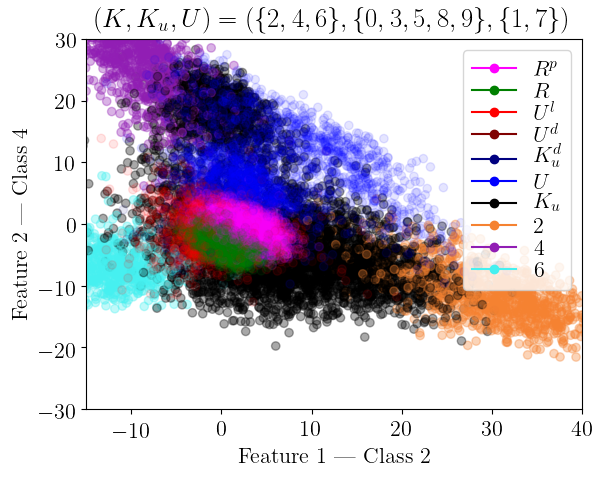 (K, K_u, U) = ({2, 4, 6}, {0, 3, 5, 8, 9}, {1, 7})
30
20
10
0
−10
−20
−30
Feature 2 — Class 4
R^p
R
U^l
U^d
K_u^d
U
K_u
2
4
6
−10
0
10
20
30
40
Feature 1 — Class 2